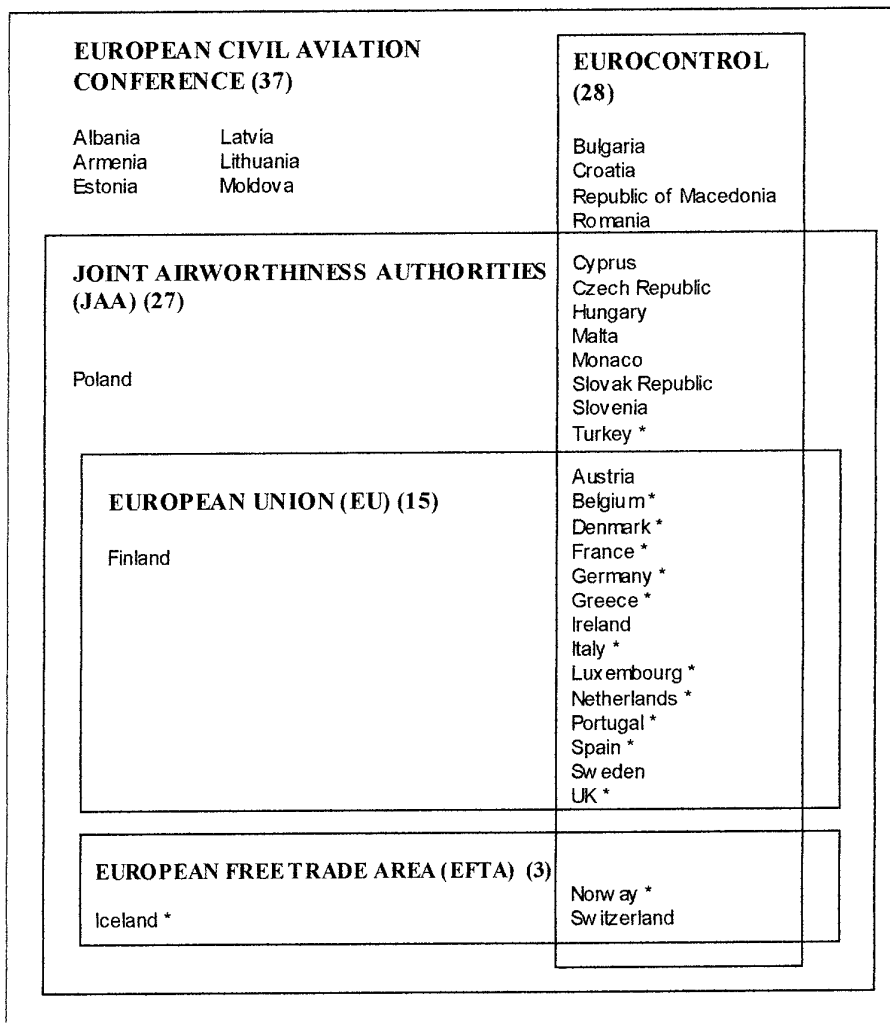 EUROPEAN CIVIL AVIATION
CONFERENCE (37)
Albania Latvia
Armenia Lithuania
Estonia Moldova
EUROCONTROL
(28)
Bulgaria
Croatia
Republic of Macedonia
Romania
JOINT AIRWORTHINESS AUTHORITIES
(JAA) (27)
Poland
Cyprus
Czech Republic
Hungary
Malta
Monaco
Slovak Republic
Slovenia
Turkey *
EUROPEAN UNION (EU) (15)
Finland
Austria
Belgium *
Denmark *
France *
Germany *
Greece *
Ireland
Italy *
Luxembourg *
Netherlands *
Portugal *
Spain *
Sweden
UK *
EUROPEAN FREE TRADE AREA (EFTA) (3)
Iceland *
Norway *
Switzerland